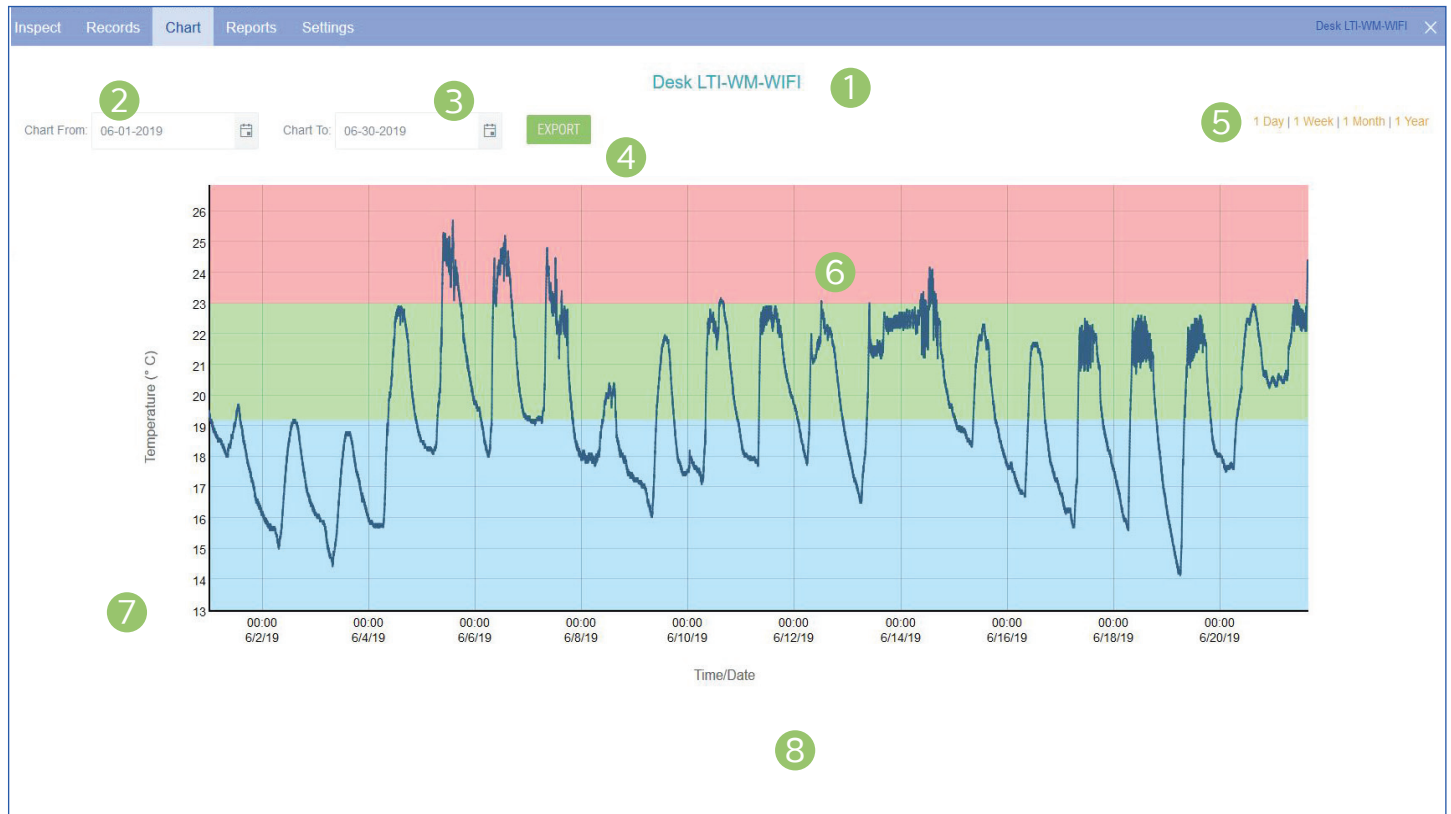 Inspect Records Chart Reports Settings Desk LTI-WM-WIFI
Desk LTI-WM-WIFI 1
2 3
Chart From: 06-01-2019 Chart To: 06-30-2019 EXPORT 5 1 Day | 1 Week | 1 Month | 1 Year
4
26
25
24 6
23
22
21
20
19
18
17
16
15
14
13
Temperature (° C)
7
00:00 00:00 00:00 00:00 00:00 00:00 00:00 00:00 00:00 00:00
6/2/19 6/4/19 6/6/19 6/8/19 6/10/19 6/12/19 6/14/19 6/16/19 6/18/19 6/20/19
Time/Date
8